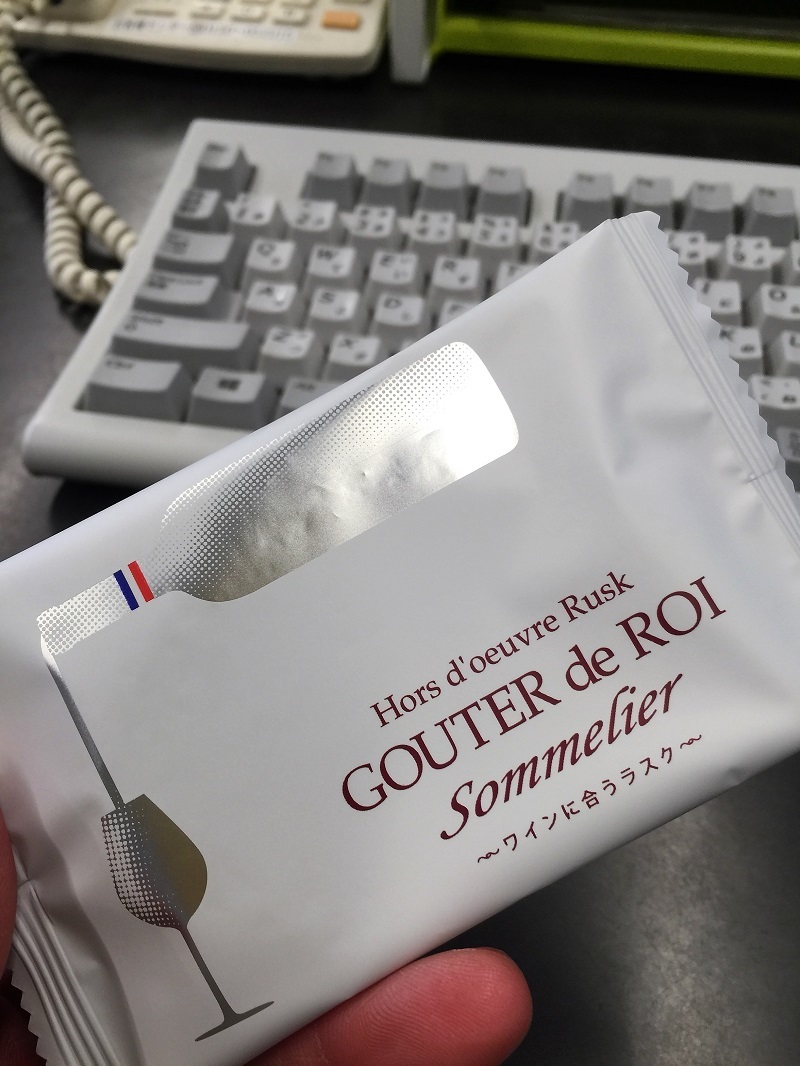 Q
W
E
R
A
S
D
Z
X
O
K
L
Hors d'oeuvre Rusk
GOUTER de ROI
Sommelier
~ワインに合うラスク~